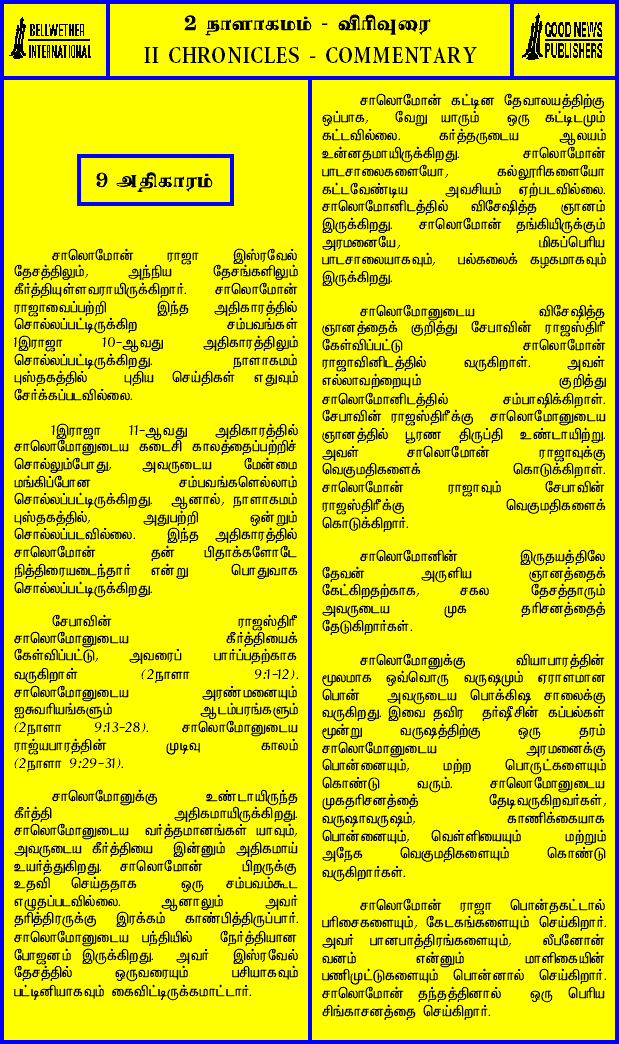 BELLWETHER
INTERNATIONAL
2 நாளாகமம் - விரிவுரை
II CHRONICLES - COMMENTARY
GOOD NEWS
PUBLISHERS
9 அதிகாரம்
சாலொமோன் ராஜா இஸ்ரவேல்
தேசத்திலும், அந்நிய தேசங்களிலும்
கீர்த்தியுள்ளவராயிருக்கிறார். சாலொமோன்
ராஜாவைப்பற்றி இந்த அதிகாரத்தில்
சொல்லப்பட்டிருக்கிற சம்பவங்கள்
1இராஜா 10-ஆவது அதிகாரத்திலும்
சொல்லப்பட்டிருக்கிறது. நாளாகமம்
புஸ்தகத்தில் புதிய செய்திகள் எதுவும்
சேர்க்கப்படவில்லை.
1இராஜா 11-ஆவது அதிகாரத்தில்
சாலொமோனுடைய கடைசி காலத்தைப்பற்றிச்
சொல்லும்போது, அவருடைய மேன்மை
மங்கிப்போன சம்பவங்களெல்லாம்
சொல்லப்பட்டிருக்கிறது. ஆனால், நாளாகமம்
புஸ்தகத்தில், அதுபற்றி ஒன்றும்
சொல்லப்படவில்லை. இந்த அதிகாரத்தில்
சாலொமோன் தன் பிதாக்களோடே
நித்திரையடைந்தார் என்று பொதுவாக
சொல்லப்பட்டிருக்கிறது.
சேபாவின் ராஜஸ்திரீ
சாலொமோனுடைய கீர்த்தியைக்
கேள்விப்பட்டு, அவரைப் பார்ப்பதற்காக
வருகிறாள் (2நாளா 9:1-12).
சாலொமோனுடைய அரண்மனையும்
ஐசுவரியங்களும் ஆடம்பரங்களும்
(2நாளா 9:13-28). சாலொமோனுடைய
ராஜ்யபாரத்தின் முடிவு காலம்
(2நாளா 9:29-31).
சாலொமோனுக்கு உண்டாயிருந்த
கீர்த்தி அதிகமாயிருக்கிறது.
சாலொமோனுடைய வர்த்தமானங்கள் யாவும்,
அவருடைய கீர்த்தியை இன்னும் அதிகமாய்
உயர்த்துகிறது. சாலொமோன் பிறருக்கு
உதவி செய்ததாக ஒரு சம்பவம்கூட
எழுதப்படவில்லை. ஆனாலும் அவர்
தரித்திரருக்கு இரக்கம் காண்பித்திருப்பார்.
சாலொமோனுடைய பந்தியில் நேர்த்தியான
போஜனம் இருக்கிறது. அவர் இஸ்ரவேல்
தேசத்தில் ஒருவரையும் பசியாகவும்
பட்டினியாகவும் கைவிட்டிருக்கமாட்டார்.
சாலொமோன் கட்டின தேவாலயத்திற்கு
ஒப்பாக, வேறு யாரும் ஒரு கட்டிடமும்
கட்டவில்லை. கர்த்தருடைய ஆலயம்
உன்னதமாயிருக்கிறது. சாலொமோன்
பாடசாலைகளையோ, கல்லூரிகளையோ
கட்டவேண்டிய அவசியம் ஏற்படவில்லை.
சாலொமோனிடத்தில் விசேஷித்த ஞானம்
இருக்கிறது. சாலொமோன் தங்கியிருக்கும்
அரமனையே, மிகப்பெரிய
பாடசாலையாகவும், பல்கலைக் கழகமாகவும்
இருக்கிறது.
சாலொமோனுடைய விசேஷித்த
ஞானத்தைக் குறித்து சேபாவின் ராஜஸ்திரீ
கேள்விப்பட்டு சாலொமோன்
ராஜாவினிடத்தில் வருகிறாள். அவள்
எல்லாவற்றையும் குறித்து
சாலொமோனிடத்தில் சம்பாஷிக்கிறாள்.
சேபாவின் ராஜஸ்திரீக்கு சாலொமோனுடைய
ஞானத்தில் பூரண திருப்தி உண்டாயிற்று.
அவள் சாலொமோன் ராஜாவுக்கு
வெகுமதிகளைக் கொடுக்கிறாள்.
சாலொமோன் ராஜாவும் சேபாவின்
ராஜஸ்திரீக்கு வெகுமதிகளைக்
கொடுக்கிறார்.
சாலொமோனின் இருதயத்திலே
தேவன் அருளிய ஞானத்தைக்
கேட்கிறதற்காக, சகல தேசத்தாரும்
அவருடைய முக தரிசனத்தைத்
தேடுகிறார்கள்.
சாலொமோனுக்கு வியாபாரத்தின்
மூலமாக ஒவ்வொரு வருஷமும் ஏராளமான
பொன் அவருடைய பொக்கிஷ சாலைக்கு
வருகிறது. இவை தவிர தர்ஷீசின் கப்பல்கள்
மூன்று வருஷத்திற்கு ஒரு தரம்
சாலொமோனுடைய அரமனைக்கு
பொன்னையும், மற்ற பொருட்களையும்
கொண்டு வரும். சாலொமோனுடைய
முகதரிசனத்தைத் தேடிவருகிறவர்கள்,
வருஷாவருஷம், காணிக்கையாக
பொன்னையும், வெள்ளியையும் மற்றும்
அநேக வெகுமதிகளையும் கொண்டு
வருகிறார்கள்.
சாலொமோன் ராஜா பொன்தகட்டால்
பரிசைகளையும், கேடகங்களையும் செய்கிறார்.
அவர் பானபாத்திரங்களையும், லீபனோன்
வனம் என்னும் மாளிகையின்
பணிமுட்டுகளையும் பொன்னால் செய்கிறார்.
சாலொமோன் தந்தத்தினால் ஒரு பெரிய
சிங்காசனத்தை செய்கிறார்.